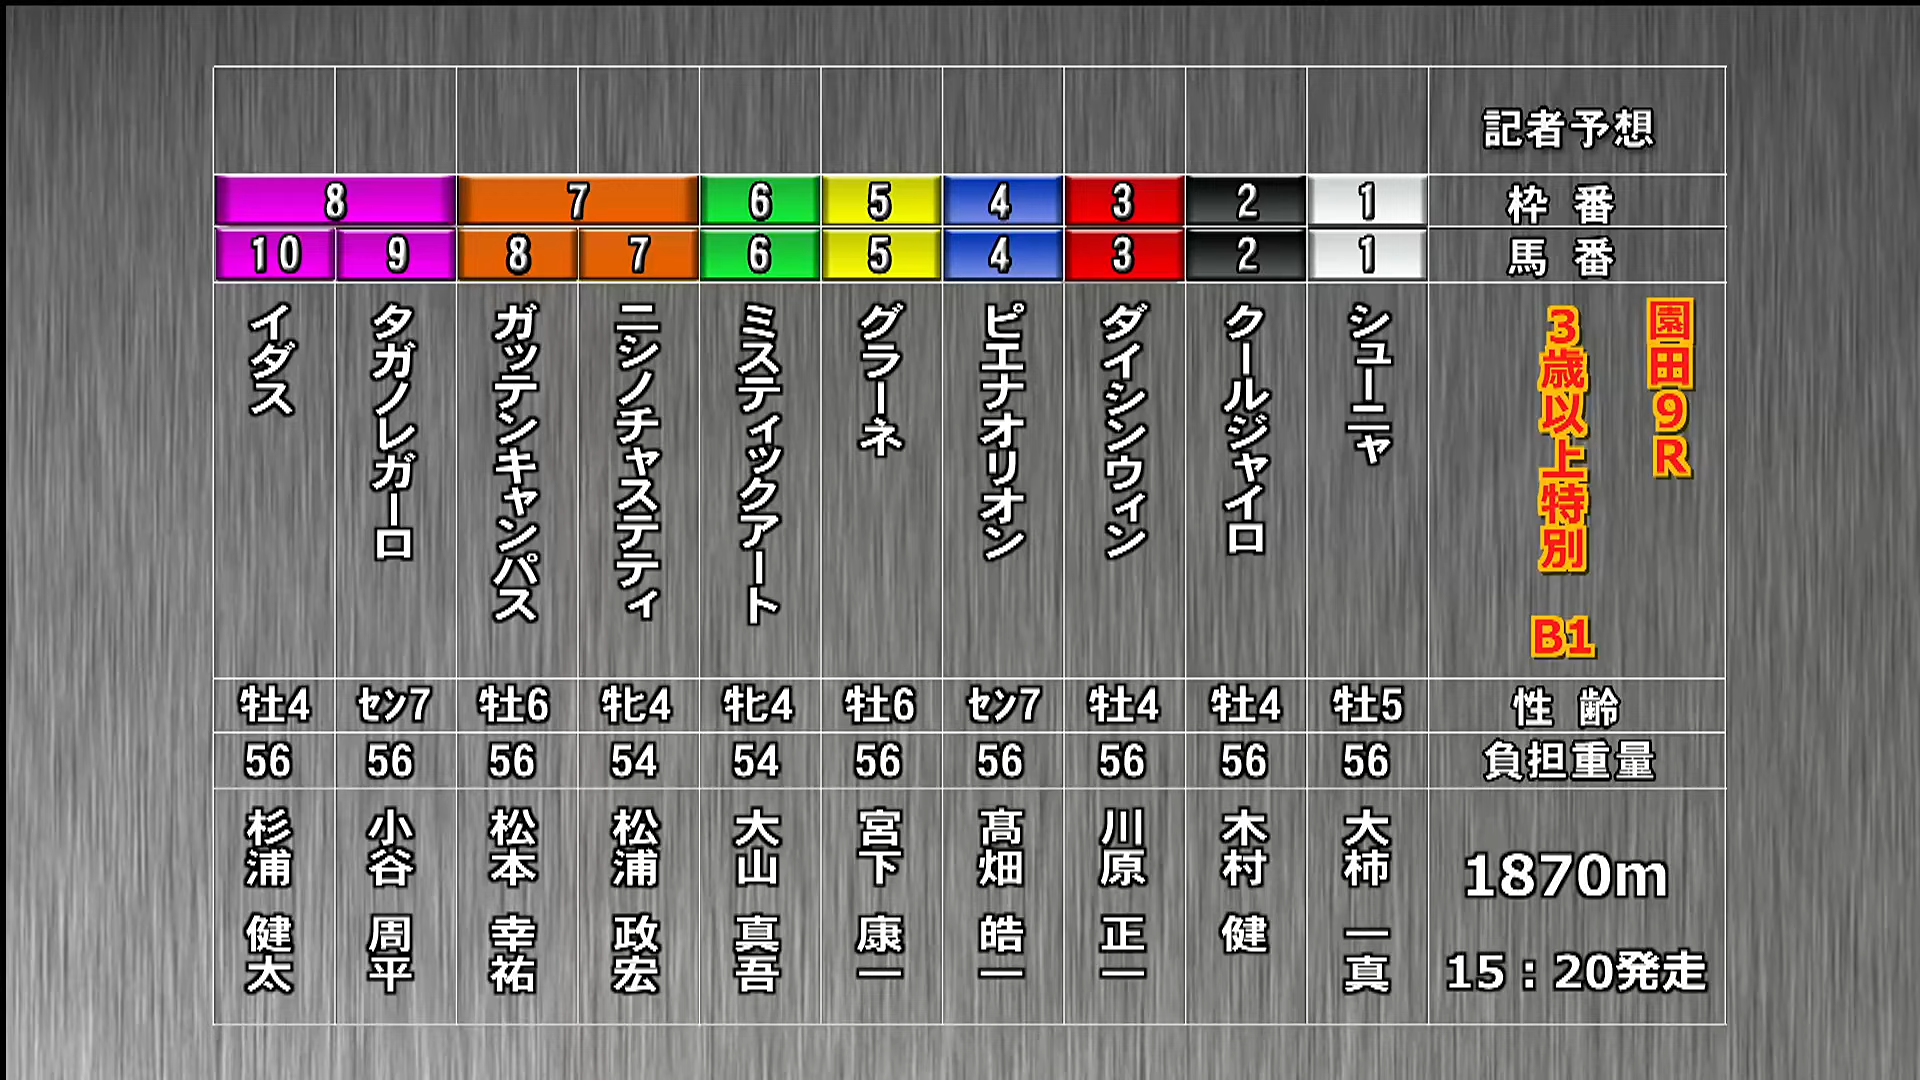 記者予想
枠番 1 2 3 4 5 6 7 8
馬番 1 2 3 4 5 6 7 8 9 10
園田9R
3歳以上特別 B1
シューニャ
クールジャイロ
ダイシンウィン
ピエナオリオン
グラーネ
ミスティックアート
ニシノチャステティ
ガッテンキャンパス
タガノレガーロ
イダス
性齢 牡5 牡4 牡4 セン7 牡6 牝4 牝4 牡6 セン7 牡4
負担重量 56 56 56 56 56 54 54 56 56 56
1870m
15:20発走
大柿 一真
木村 健
川原 正一
髙畑 皓一
宮下 康一
大山 真吾
松浦 政宏
松本 幸祐
小谷 周平
杉浦 健太